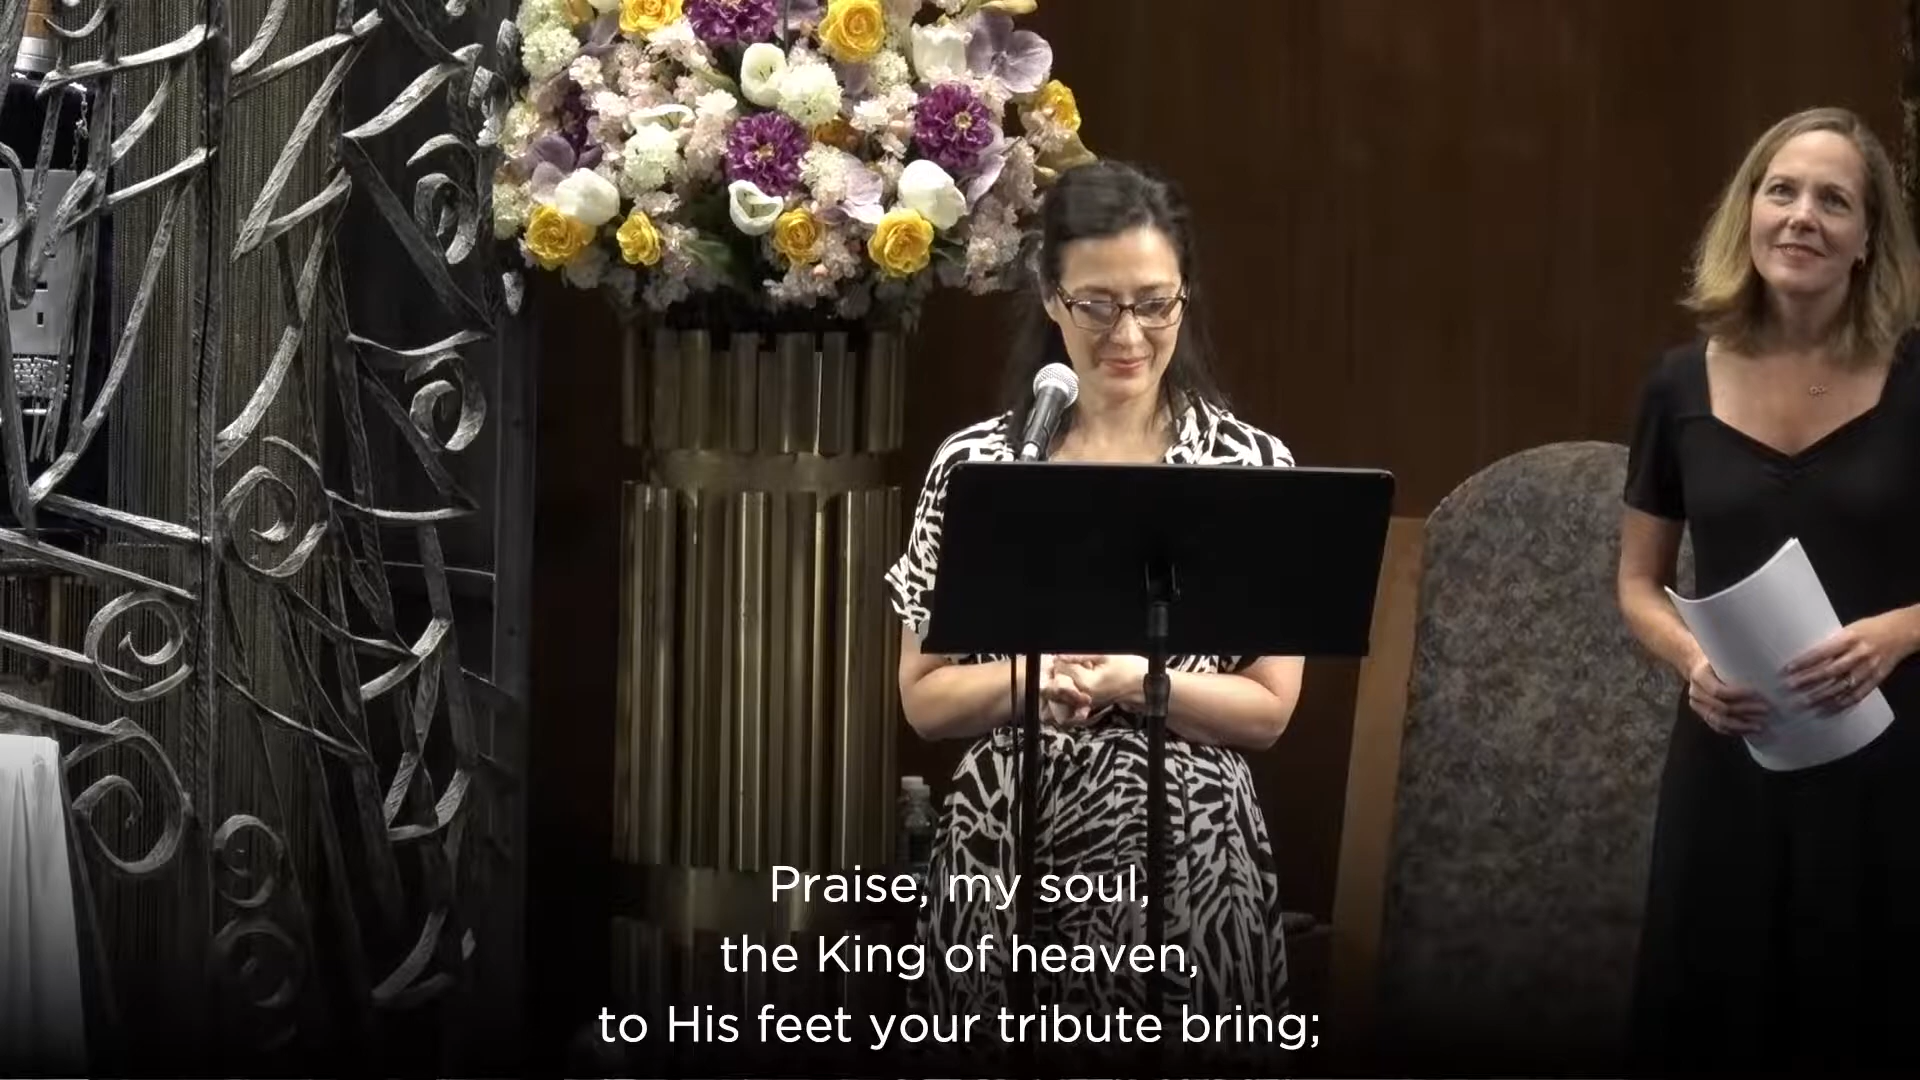 Praise, my soul,
the King of heaven,
to His feet your tribute bring;